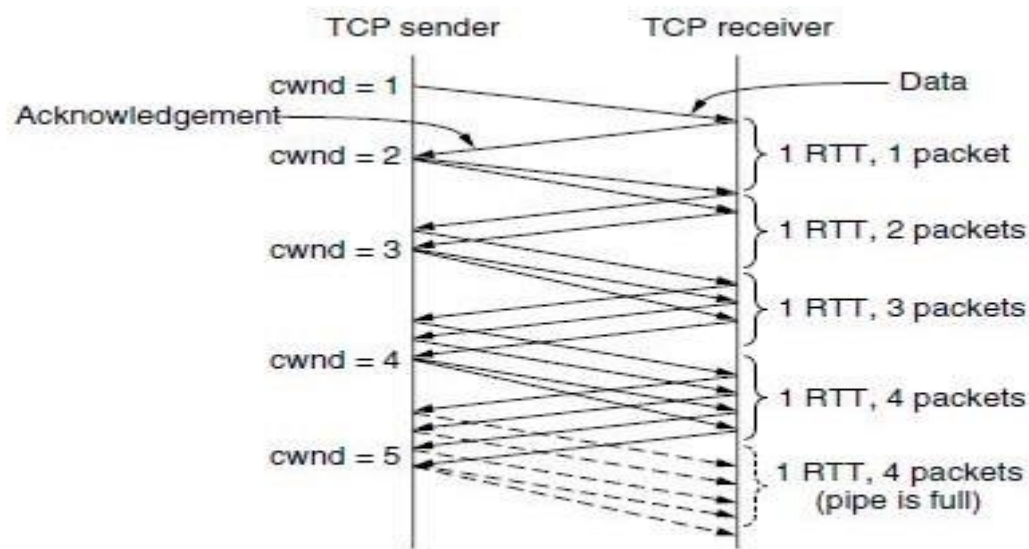 TCP sender
TCP receiver
cwnd = 1
Data
Acknowledgement
cwnd = 2
1 RTT, 1 packet
1 RTT, 2 packets
cwnd = 3
1 RTT, 3 packets
cwnd = 4
1 RTT, 4 packets
cwnd = 5
1 RTT, 4 packets
(pipe is full)